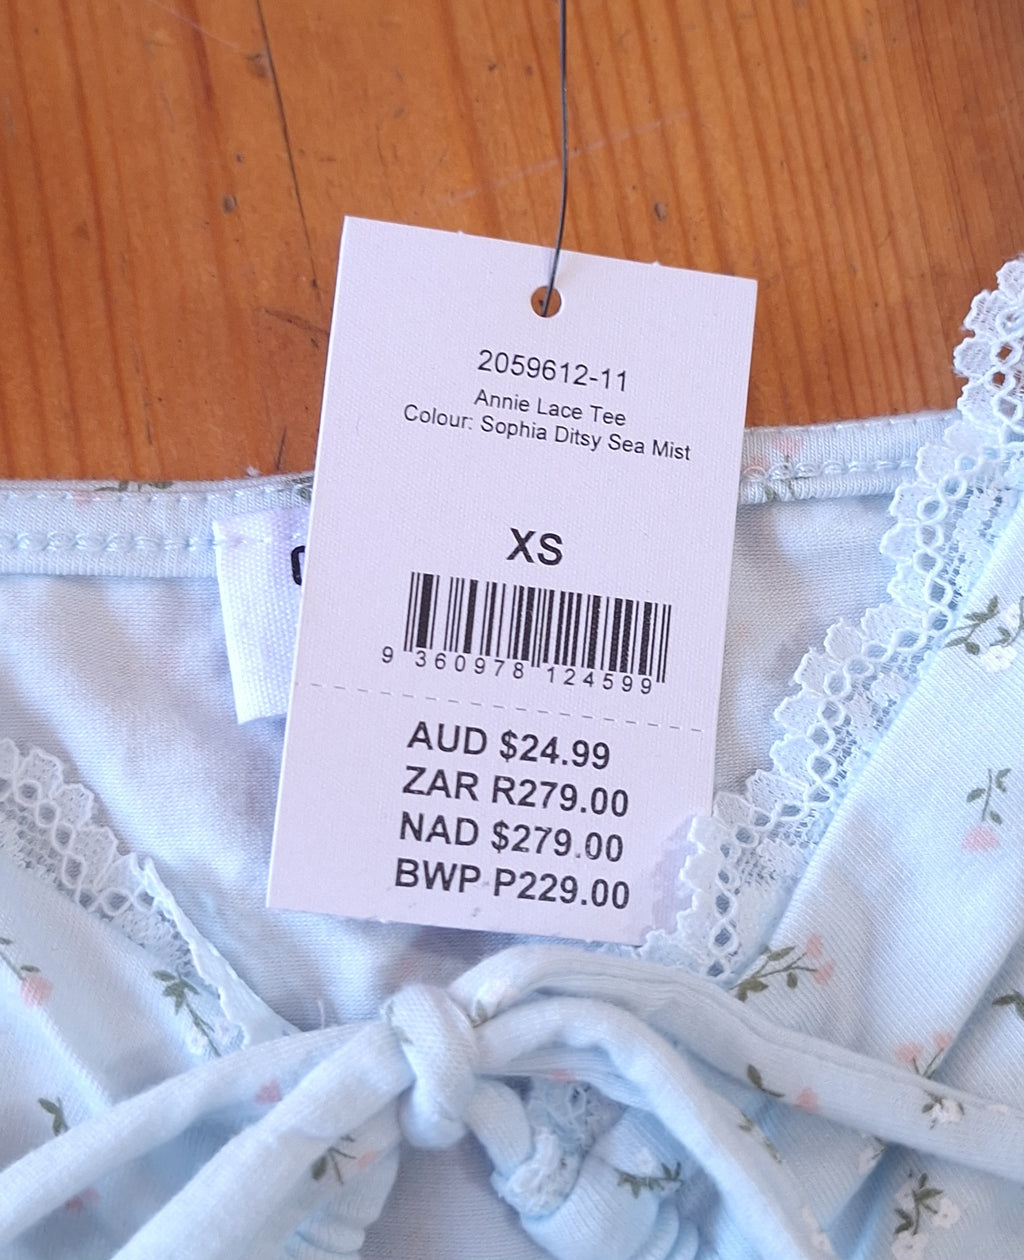 2059612-11
Annie Lace Tee
Colour: Sophia Ditsy Sea Mist
XS
9 360978 124599
AUD $24.99
ZAR R279.00
NAD $279.00
BWP P229.00